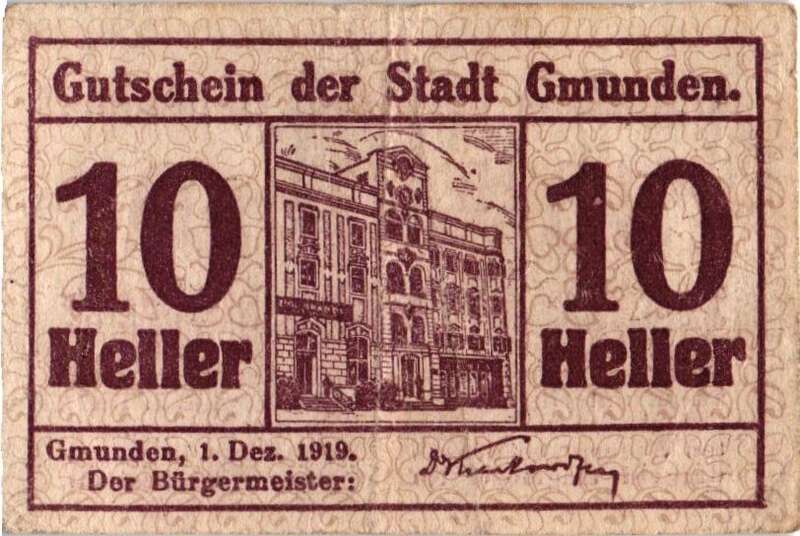 Gutschein der Stadt Gmunden.
10
Heller
10
Heller
Gmunden, 1. Dez. 1919.
Der Bürgermeister: